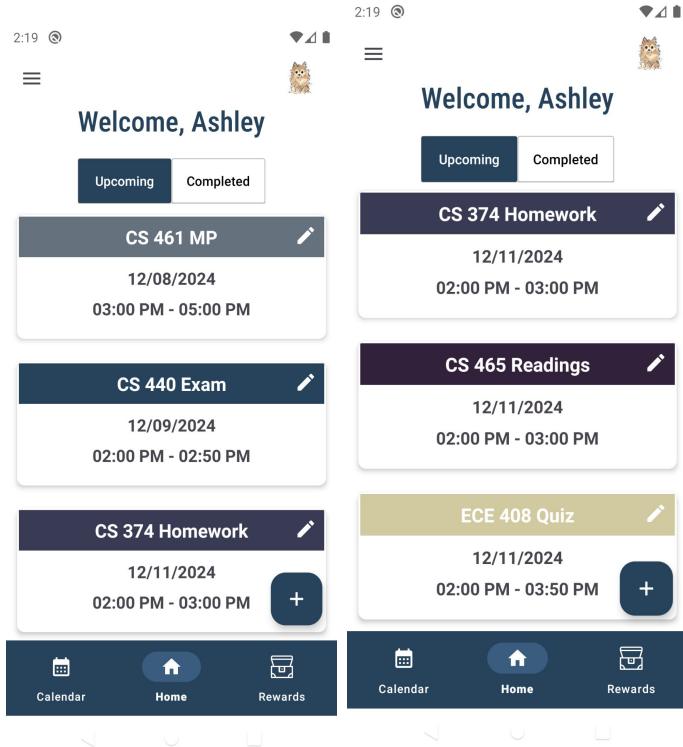 2:19
Welcome, Ashley
Upcoming Completed
CS 461 MP
12/08/2024
03:00 PM - 05:00 PM
CS 440 Exam
12/09/2024
02:00 PM - 02:50 PM
CS 374 Homework
12/11/2024
02:00 PM - 03:00 PM
+
Calendar Home Rewards
2:19
Welcome, Ashley
Upcoming Completed
CS 374 Homework
12/11/2024
02:00 PM - 03:00 PM
CS 465 Readings
12/11/2024
02:00 PM - 03:00 PM
ECE 408 Quiz
12/11/2024
02:00 PM - 03:50 PM
+
Calendar Home Rewards